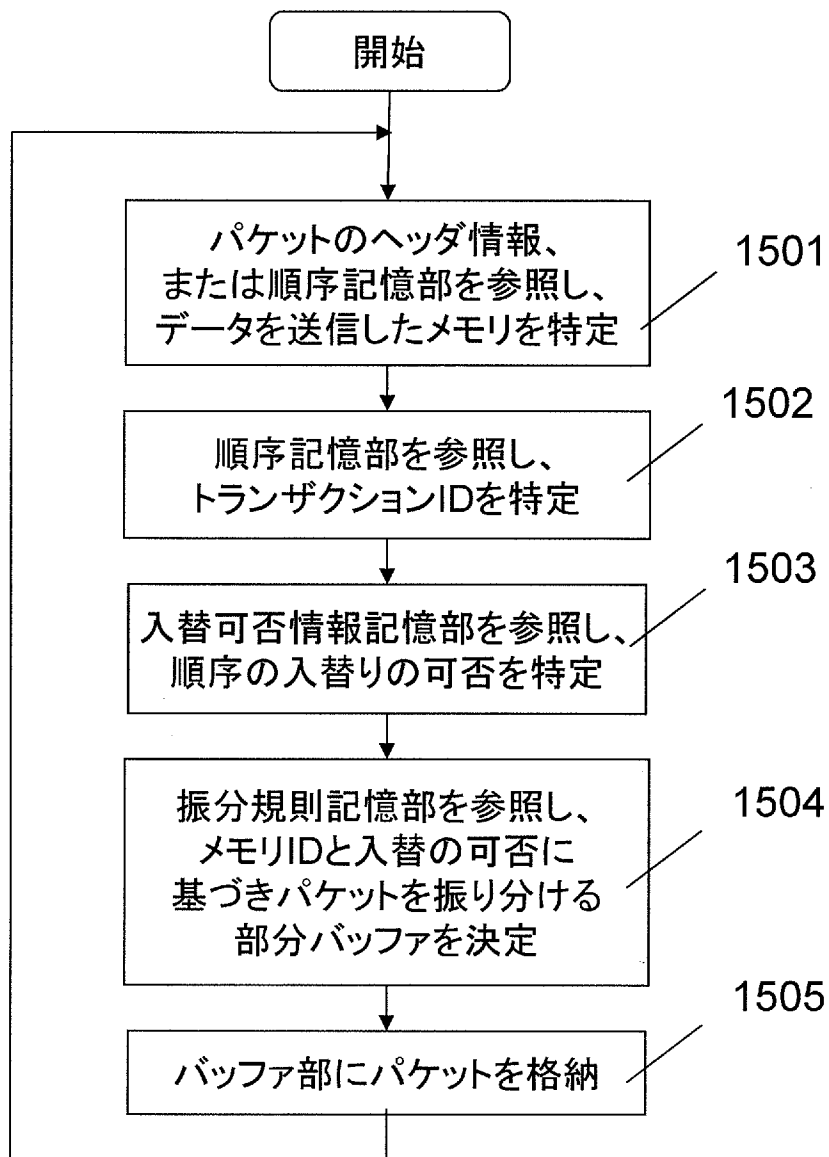 開始
パケットのヘッダ情報、
または順序記憶部を参照し、
データを送信したメモリを特定
1501
順序記憶部を参照し、
トランザクションIDを特定
1502
入替可否情報記憶部を参照し、
順序の入替りの可否を特定
1503
振分規則記憶部を参照し、
メモリIDと入替の可否に
基づきパケットを振り分ける
部分バッファを決定
1504
バッファ部にパケットを格納
1505